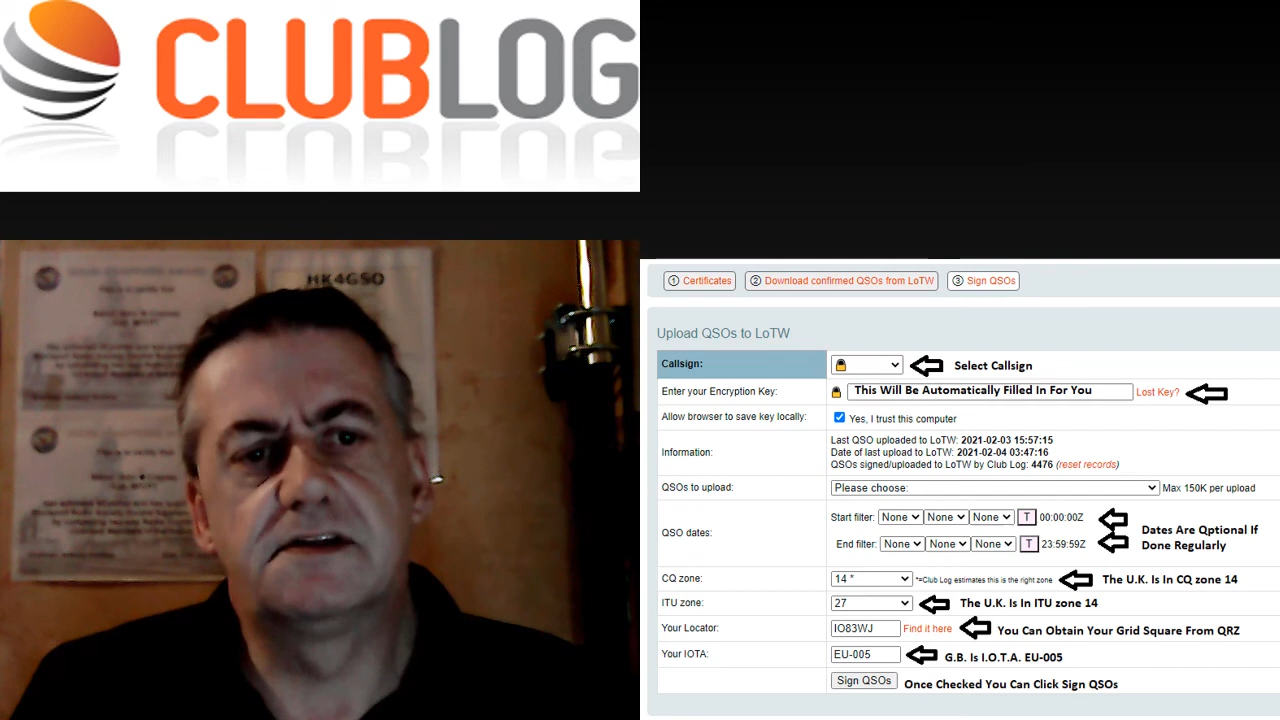 CLUBLOG
HK4GSO
① Certificates ② Download confirmed QSOs from LoTW ③ Sign QSOs
Upload QSOs to LoTW
Callsign: Select Callsign
Enter your Encryption Key: This Will Be Automatically Filled In For You Lost Key?
Allow browser to save key locally: Yes, I trust this computer
Last QSO uploaded to LoTW: 2021-02-03 15:57:15
Information: Date of last upload to LoTW: 2021-02-04 03:47:16
QSOs signed/uploaded to LoTW by Club Log: 4476 (reset records)
QSOs to upload: Please choose: Max 150K per upload
Start filter: None None None T 00:00:00Z
QSO dates: Dates Are Qptional If
Done Regularly
End filter: None None None T 23:59:59Z
CQ zone: 14 * *=Club Log estimates this is the right zone The U.K. Is In CQ zone 14
ITU zone: 27 The U.K. Is In ITU zone 14
Your Locator: IO83WJ Find it here You Can Obtain Your Grid Square From QRZ
Your IOTA: EU-005 G.B. Is I.O.T.A. EU-005
Sign QSOs Once Checked You Can Click Sign QSOs